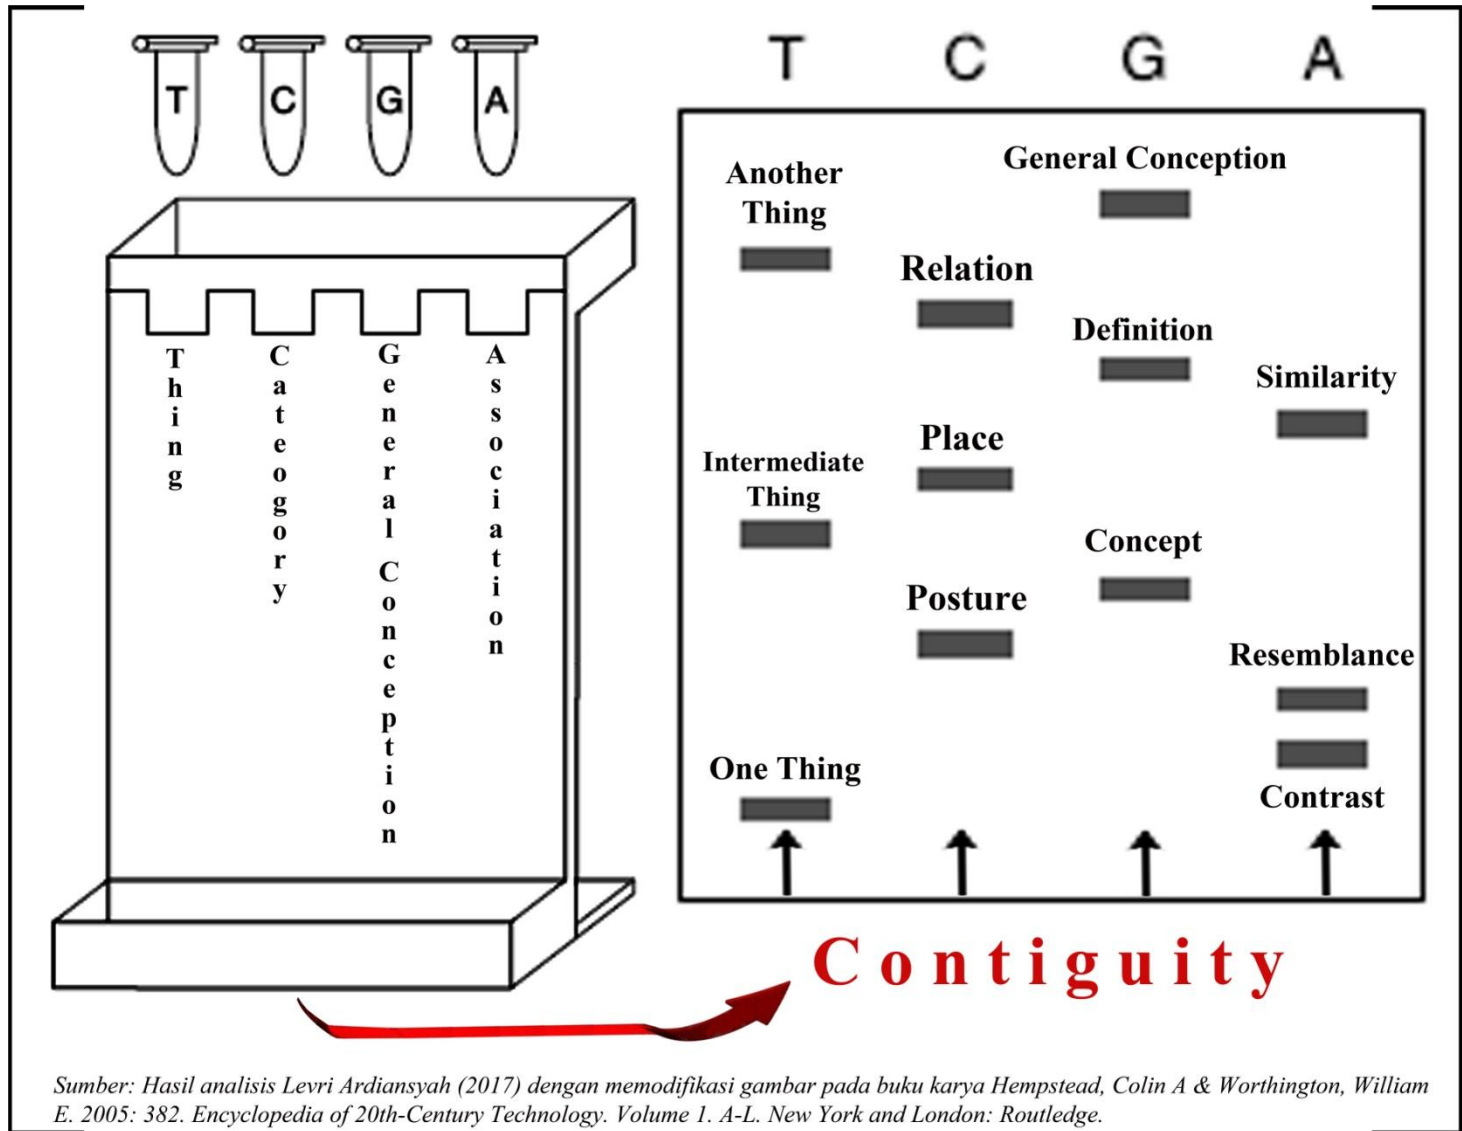 T C G A
Thing
Cateogory
General Conception
Association
T C G A
General Conception
Another
Thing
Relation
Definition
Similarity
Place
Intermediate
Thing
Concept
Posture
Resemblance
One Thing
Contrast
Contiguity
Sumber: Hasil analisis Levri Ardiansyah (2017) dengan memodifikasi gambar pada buku karya Hempstead, Colin A & Worthington, William
E. 2005: 382. Encyclopedia of 20th-Century Technology. Volume 1. A-L. New York and London: Routledge.